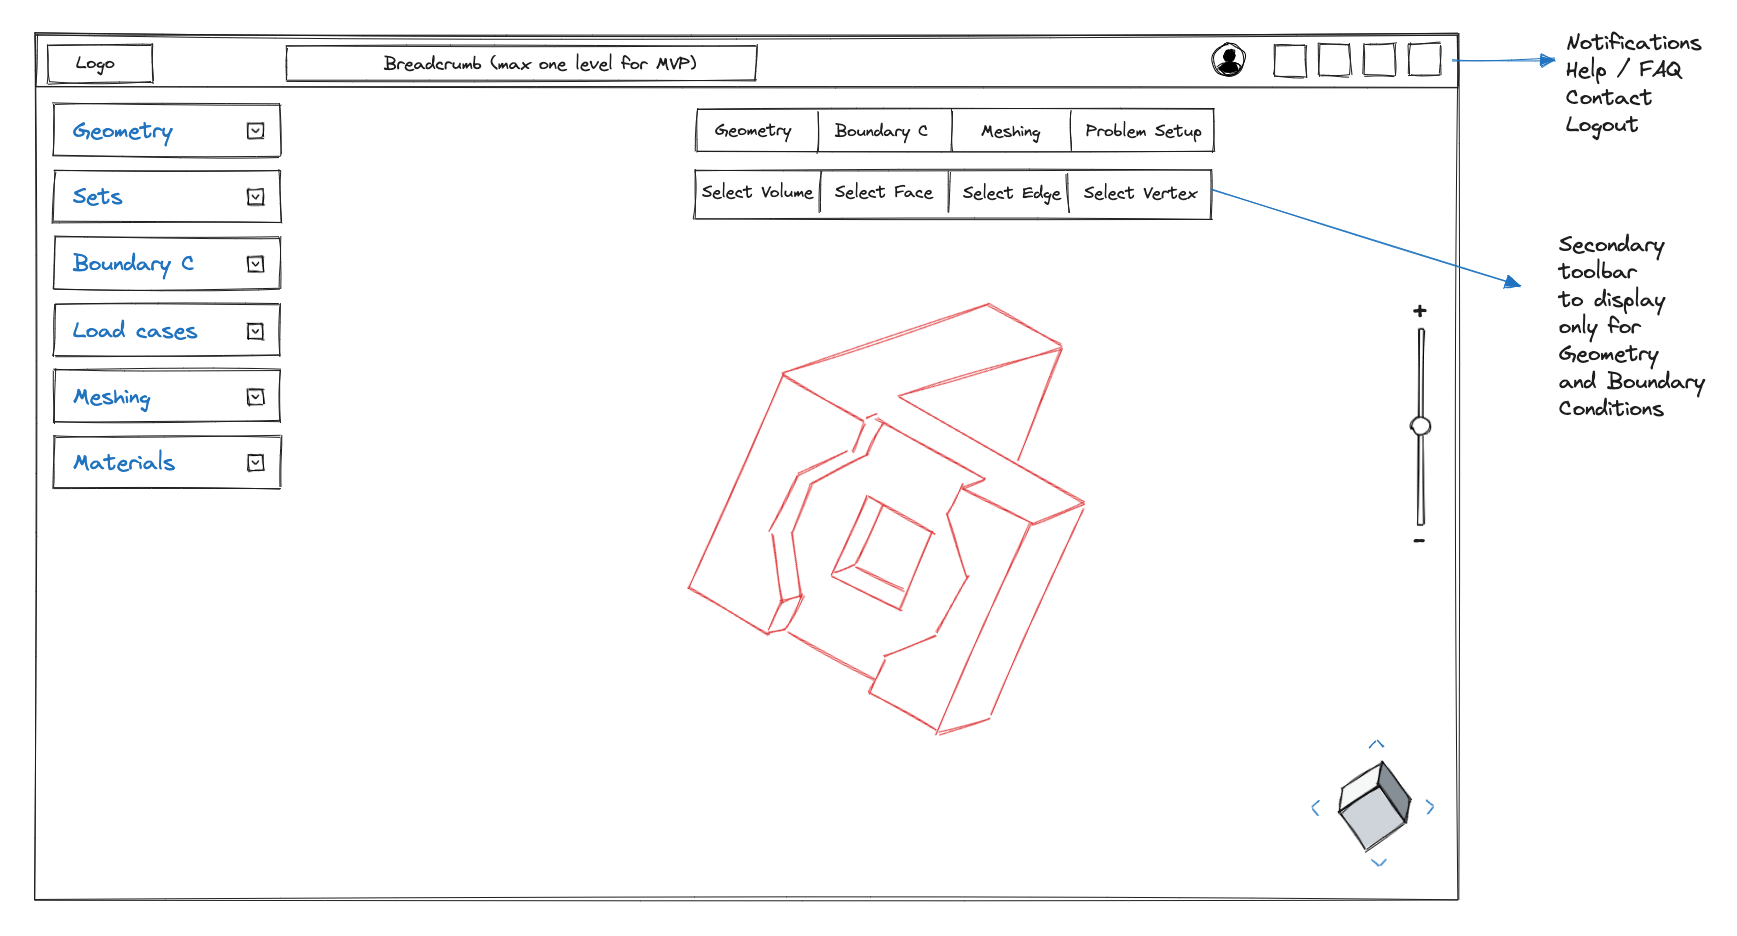 Logo
Breadcrumb (max one level for MVP)
Notifications
Help / FAQ
Contact
Logout
Geometry
Sets
Boundary C
Load cases
Meshing
Materials
Geometry
Boundary C
Meshing
Problem Setup
Select Volume
Select Face
Select Edge
Select Vertex
Secondary
toolbar
to display
only for
Geometry
and Boundary
Conditions
+
-